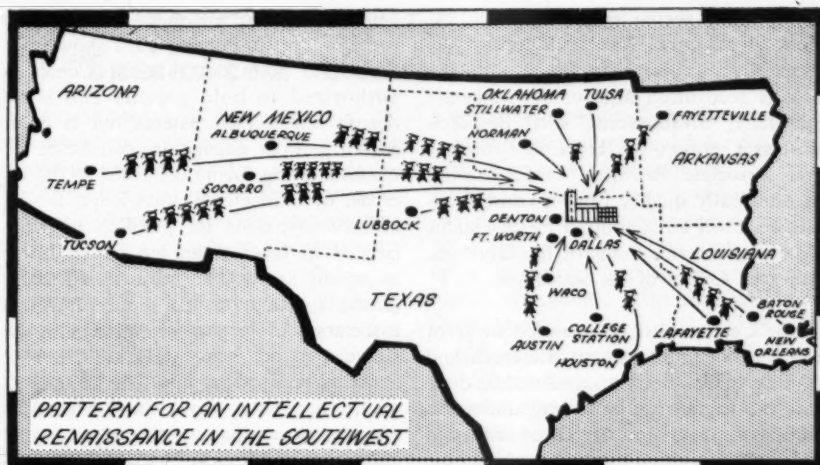 ARIZONA
NEW MEXICO
ALBUQUERQUE
OKLAHOMA
TULSA
STILLWATER
FAYETTEVILLE
NORMAN
ARKANSAS
TEMPE
SOCORRO
LUBBOCK
DENTON
FT. WORTH
DALLAS
TUCSON
LOUISIANA
WACO
TEXAS
BATON
ROUGE
AUSTIN
COLLEGE
STATION
LAFAYETTE
NEW
ORLEANS
HOUSTON
PATTERN FOR AN INTELLECTUAL
RENAISSANCE IN THE SOUTHWEST